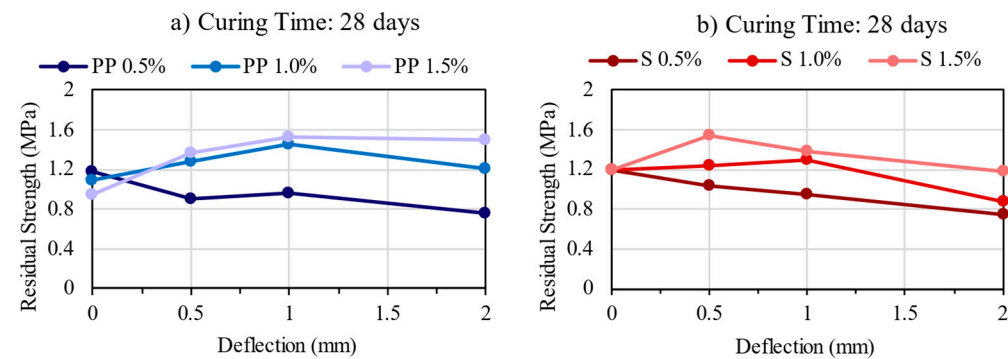 a) Curing Time: 28 days
PP 0.5% PP 1.0% PP 1.5%
Residual Strength (MPa)
2
1.6
1.2
0.8
0.4
0
0 0.5 1 1.5 2
Deflection (mm)
b) Curing Time: 28 days
S 0.5% S 1.0% S 1.5%
Residual Strength (MPa)
2
1.6
1.2
0.8
0.4
0
0 0.5 1 1.5 2
Deflection (mm)